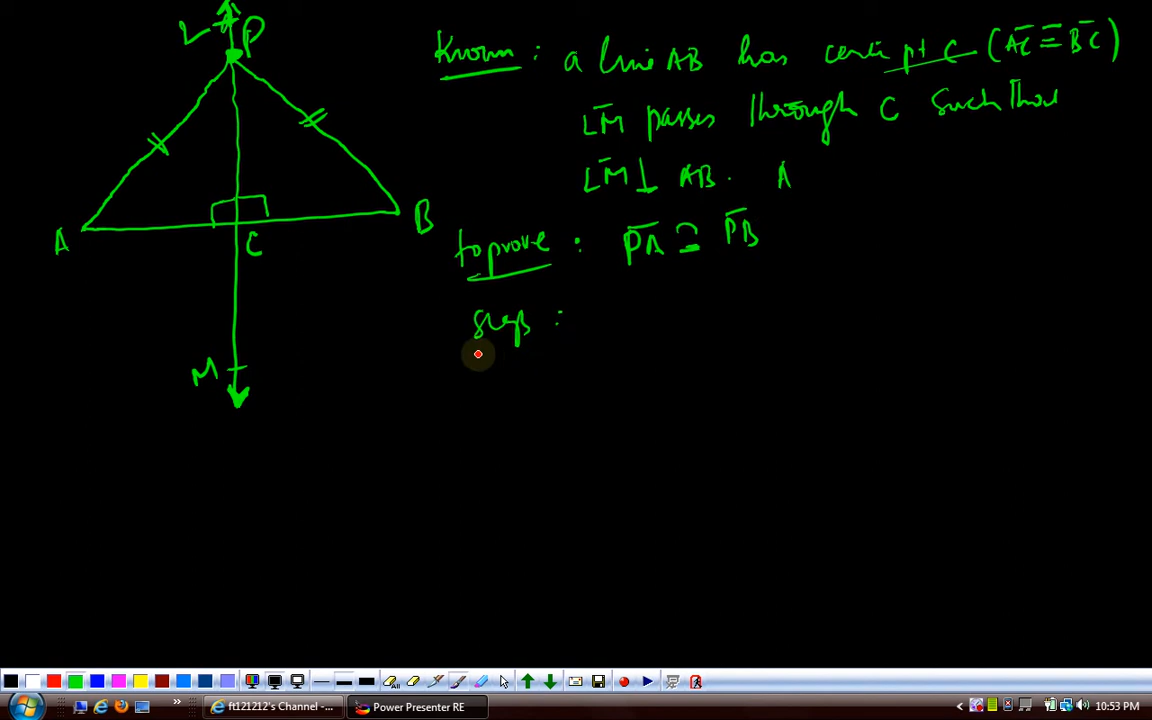 L P
Known : a line AB has centre pt C (AC ≅ BC)
LM passes through C such that
LM ⊥ AB. A
A B
C
to prove : PA ≅ PB
steps :
M
ft121212's Channel -...
Power Presenter RE
10:53 PM